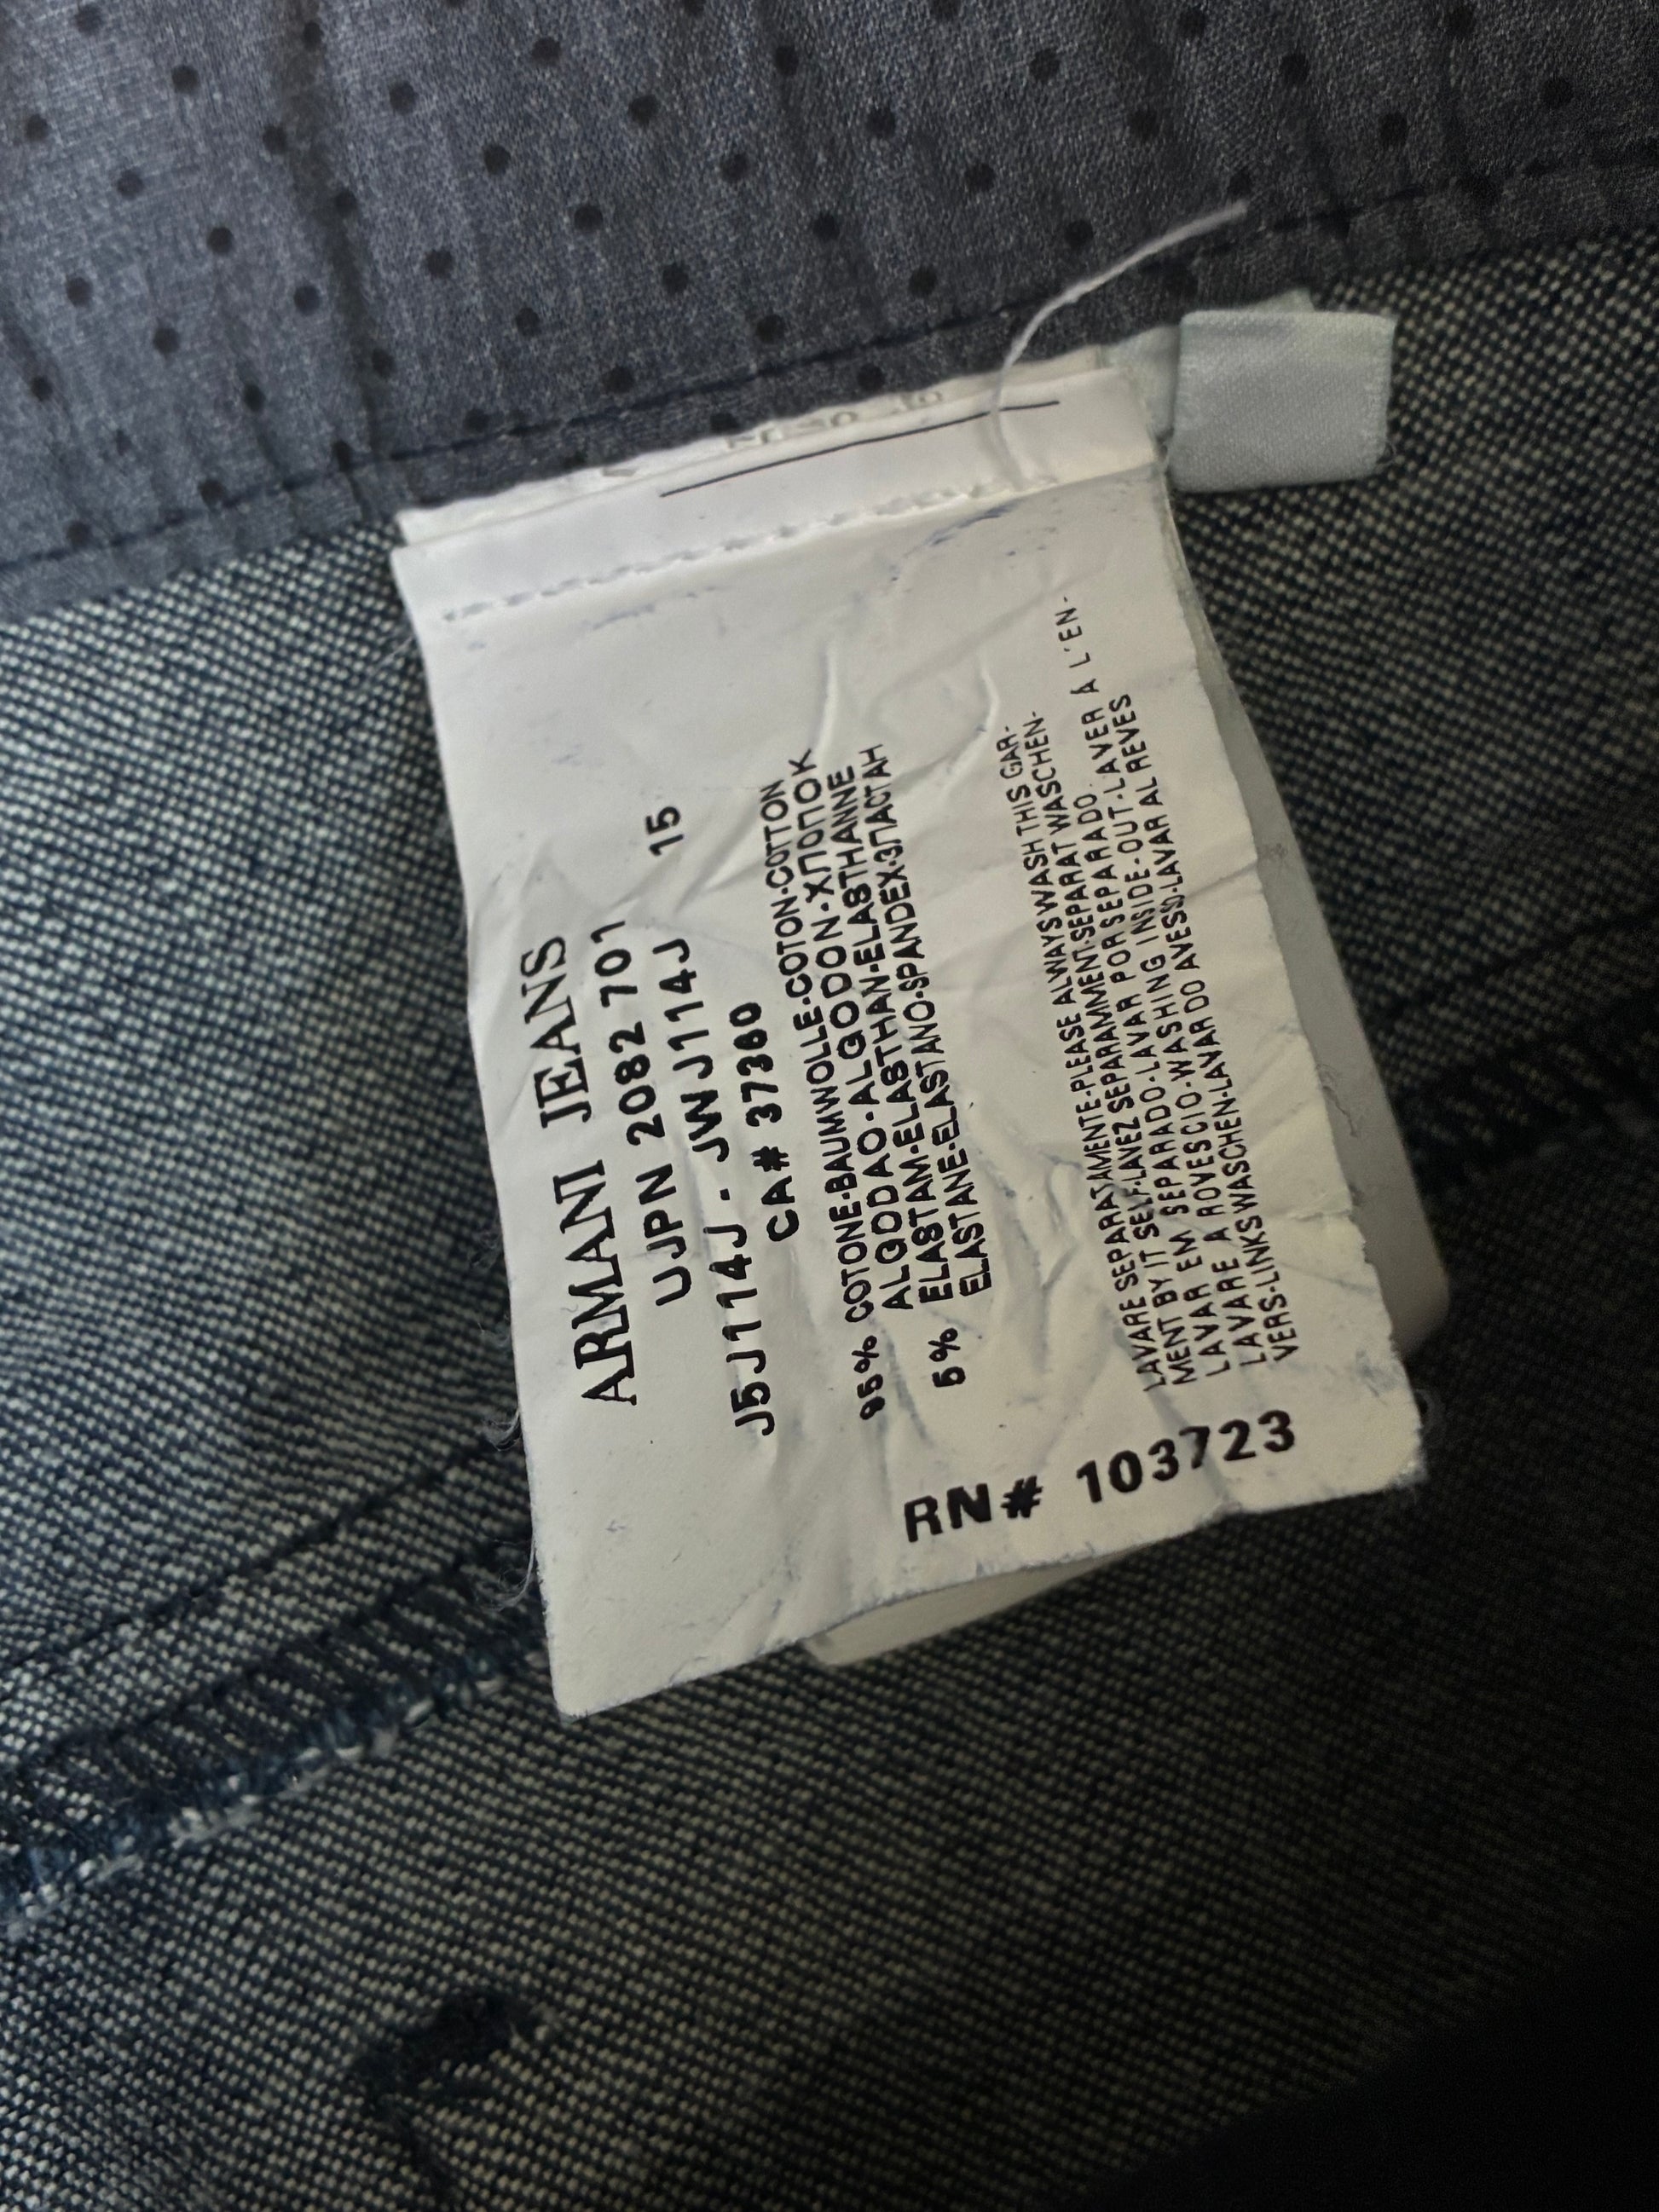 ARMANI JEANS
UJPN 2082 701 15
J5J114J - JWJ114J
CA# 37360
95% COTONE-BAUMWOLLE-COTON-COTTON
ALGODAO-ALGODON-ХЛОПОК
5% ELASTAM-ELASTHAN-ELASTHANNE
ELASTANE-ELASTANO-SPANDEX-ЭЛАСТАН
LAVARE SEPARATAMENTE-PLEASE ALWAYS WASH THIS GAR-
MENT BY IT SELF-LAVEZ SEPARAMMENT-SEPARAT WASCHEN-
LAVAR EM SEPARADO-LAVAR POR SEPARADO.
LAVARE A ROVESCIO-WASHING INSIDE-OUT-LAVER A L'EN-
VERS-LINKS WASCHEN-LAVAR DO AVESSO-LAVAR AL REVES
RN# 103723